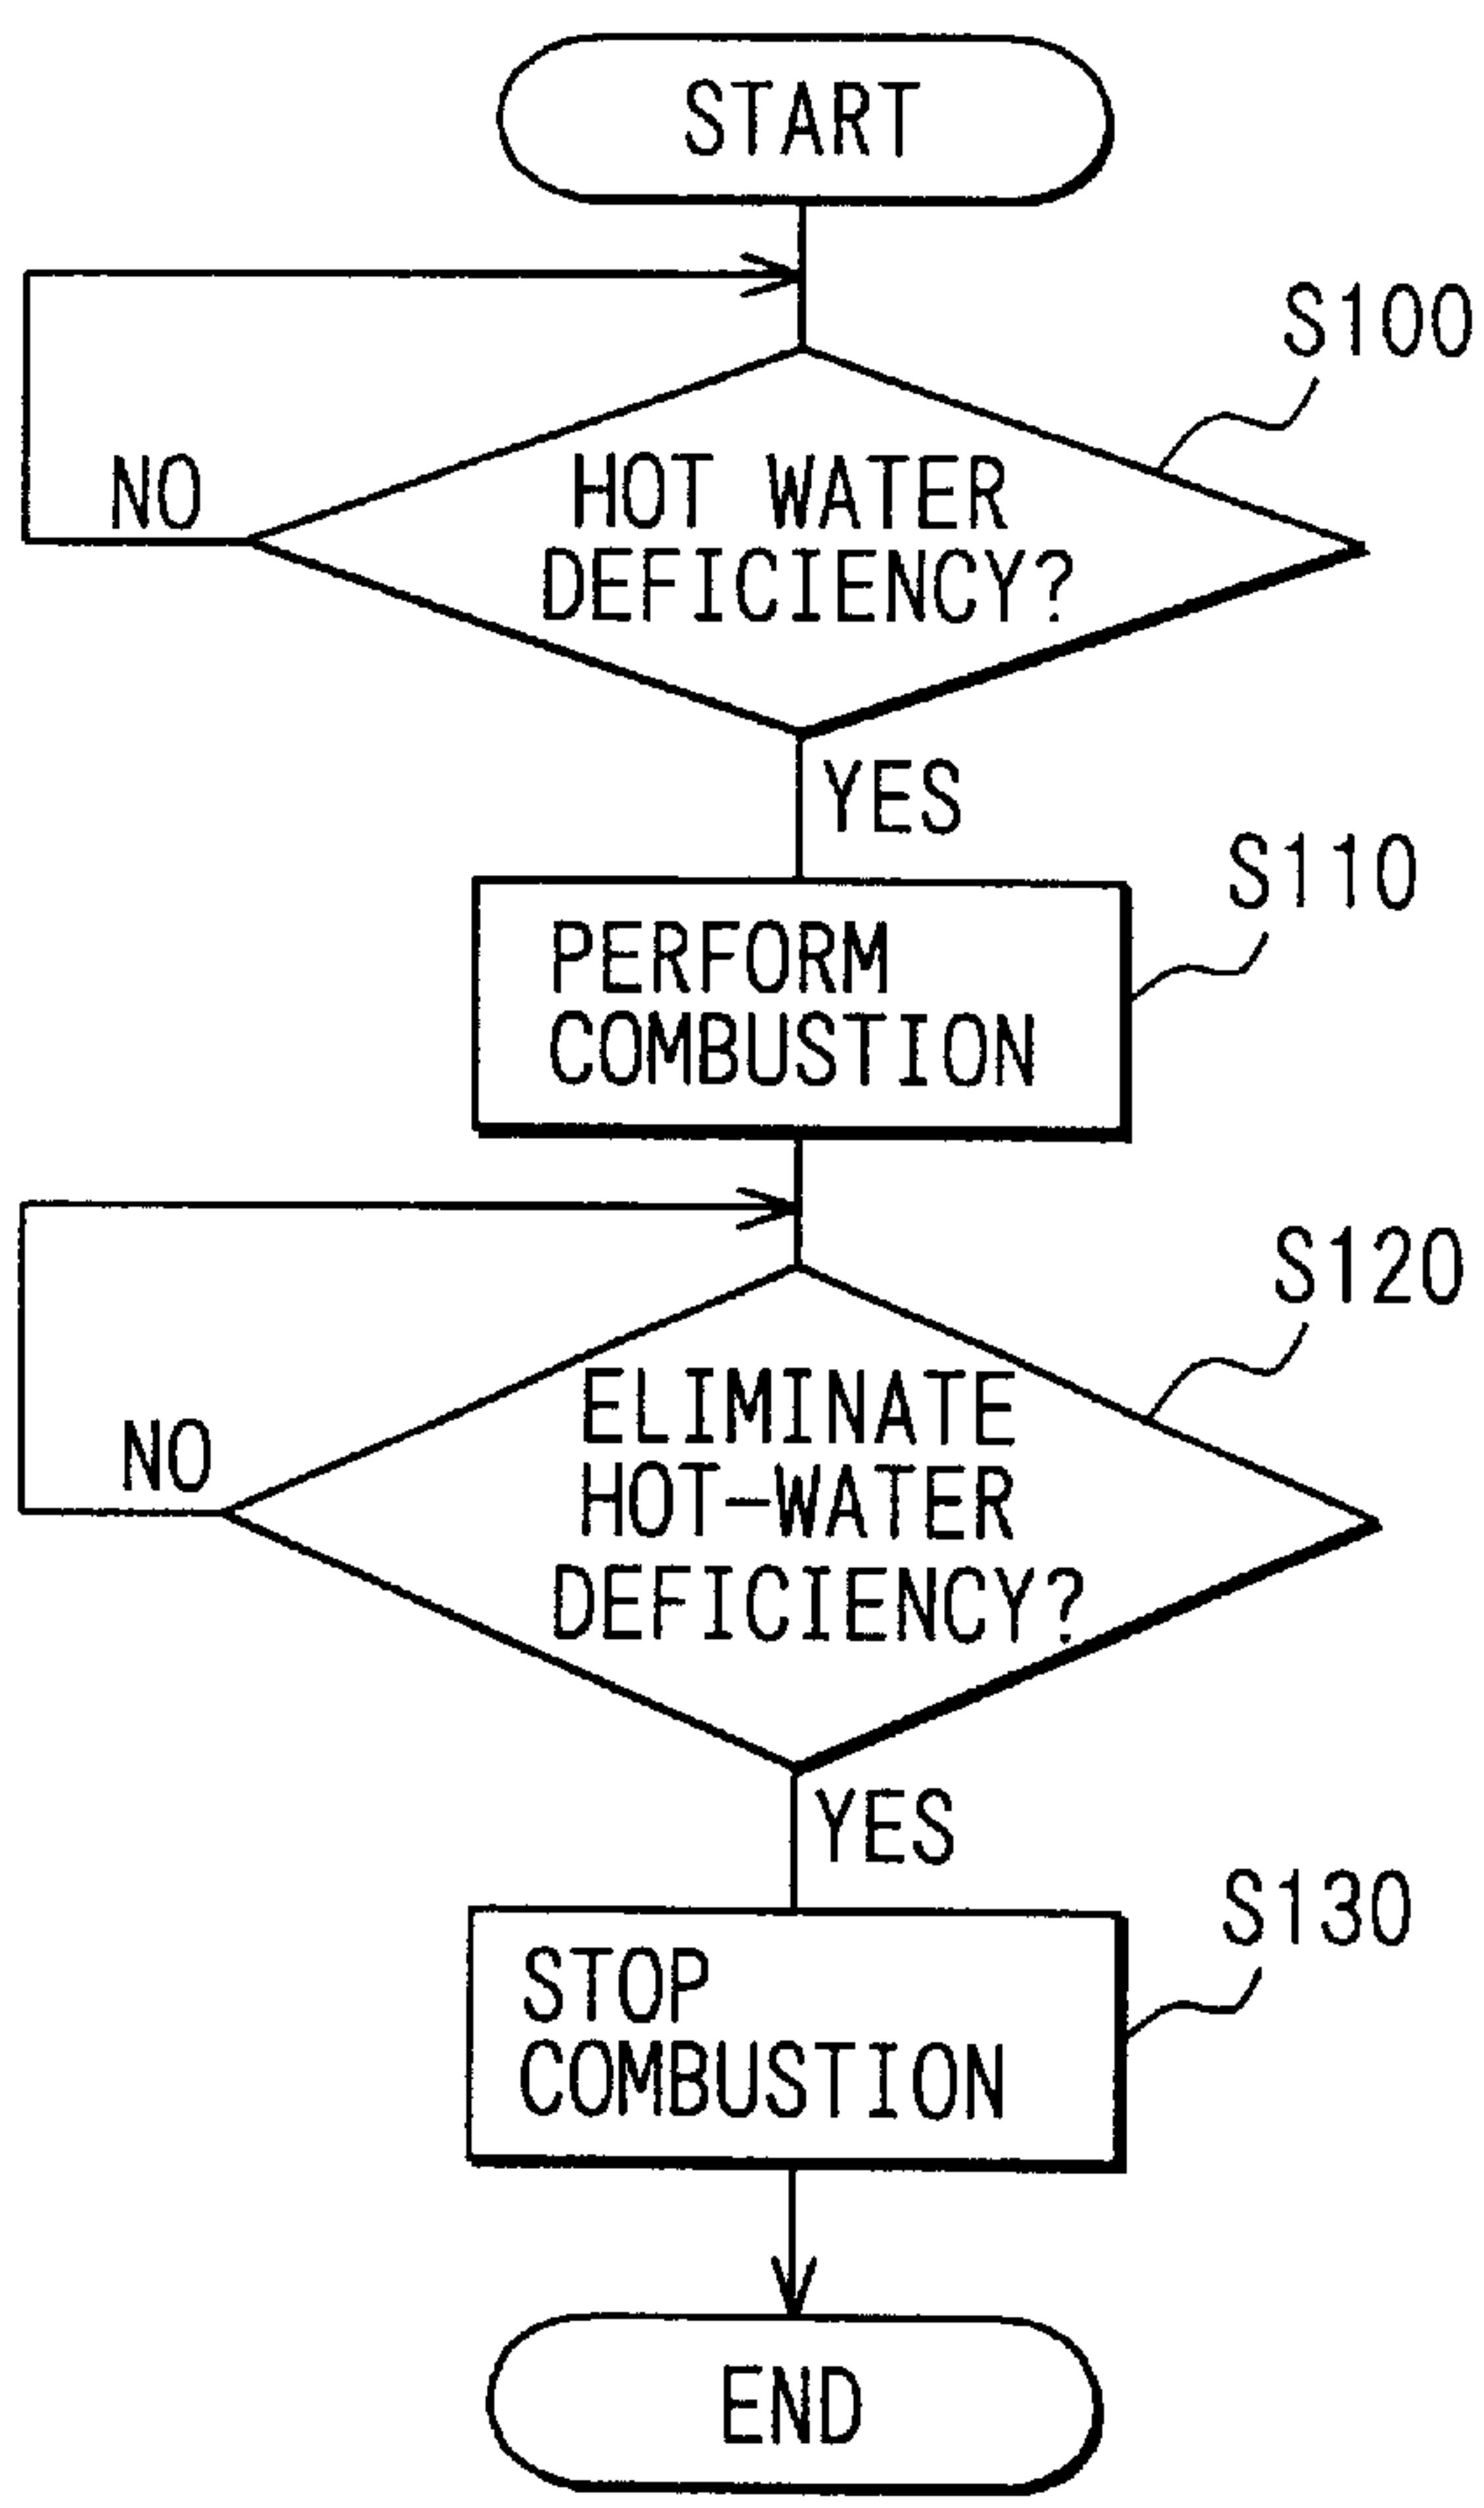 START
S100
NO
HOT WATER
DEFICIENCY?
YES
S110
PERFORM
COMBUSTION
S120
NO
ELIMINATE
HOT-WATER
DEFICIENCY?
YES
S130
STOP
COMBUSTION
END